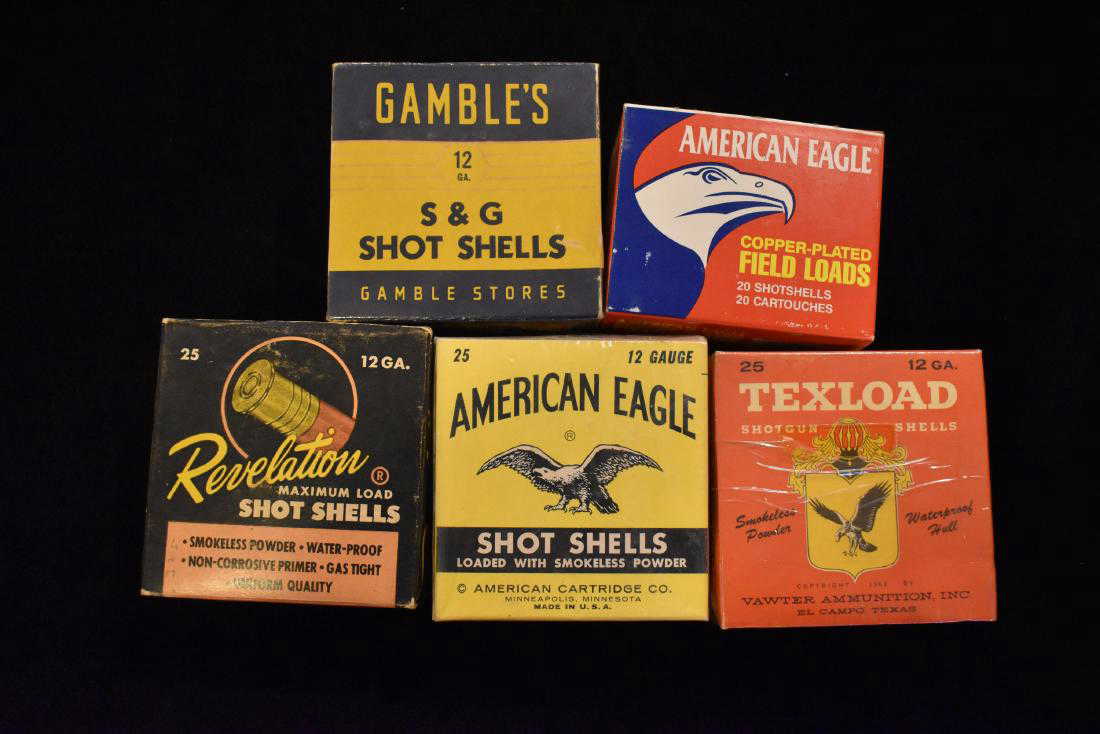 GAMBLE'S
12
GA.
S & G
SHOT SHELLS
GAMBLE STORES
AMERICAN EAGLE®
COPPER-PLATED
FIELD LOADS
20 SHOTSHELLS
20 CARTOUCHES
25 12 GA.
Revelation ®
MAXIMUM LOAD
SHOT SHELLS
• SMOKELESS POWDER • WATER-PROOF
• NON-CORROSIVE PRIMER • GAS TIGHT
• UNIFORM QUALITY
25 12 GAUGE
AMERICAN EAGLE
®
SHOT SHELLS
LOADED WITH SMOKELESS POWDER
© AMERICAN CARTRIDGE CO.
MINNEAPOLIS, MINNESOTA
MADE IN U.S.A.
25 12 GA.
TEXLOAD
SHOTGUN SHELLS
Smokeless Powder
Waterproof Hull
COPYRIGHT BY
VAWTER AMMUNITION, INC
EL CAMPO TEXAS